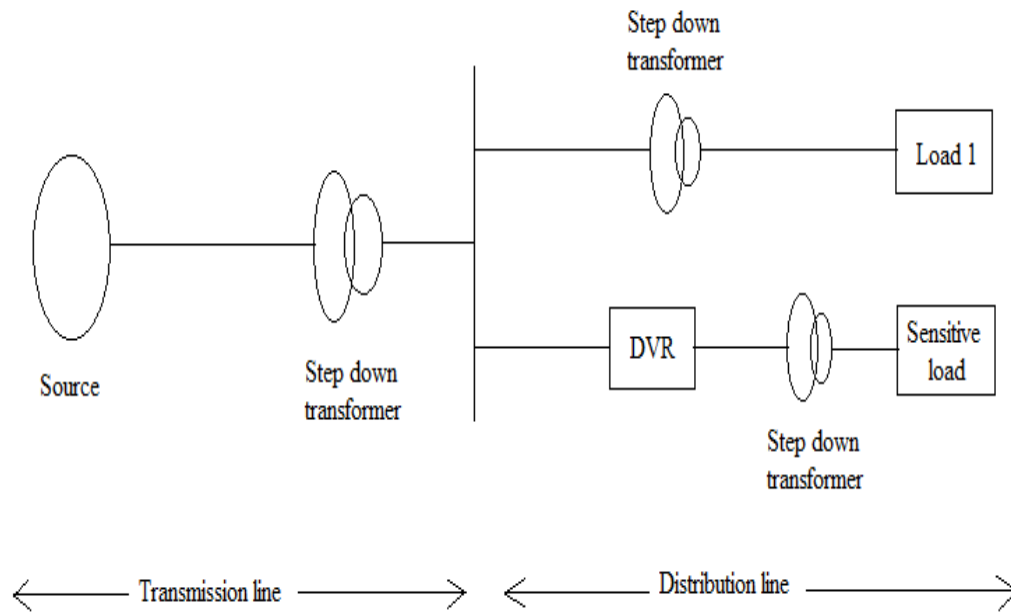 Step down
transformer
Load 1
DVR
Sensitive
load
Source
Step down
transformer
Step down
transformer
Transmission line
Distribution line